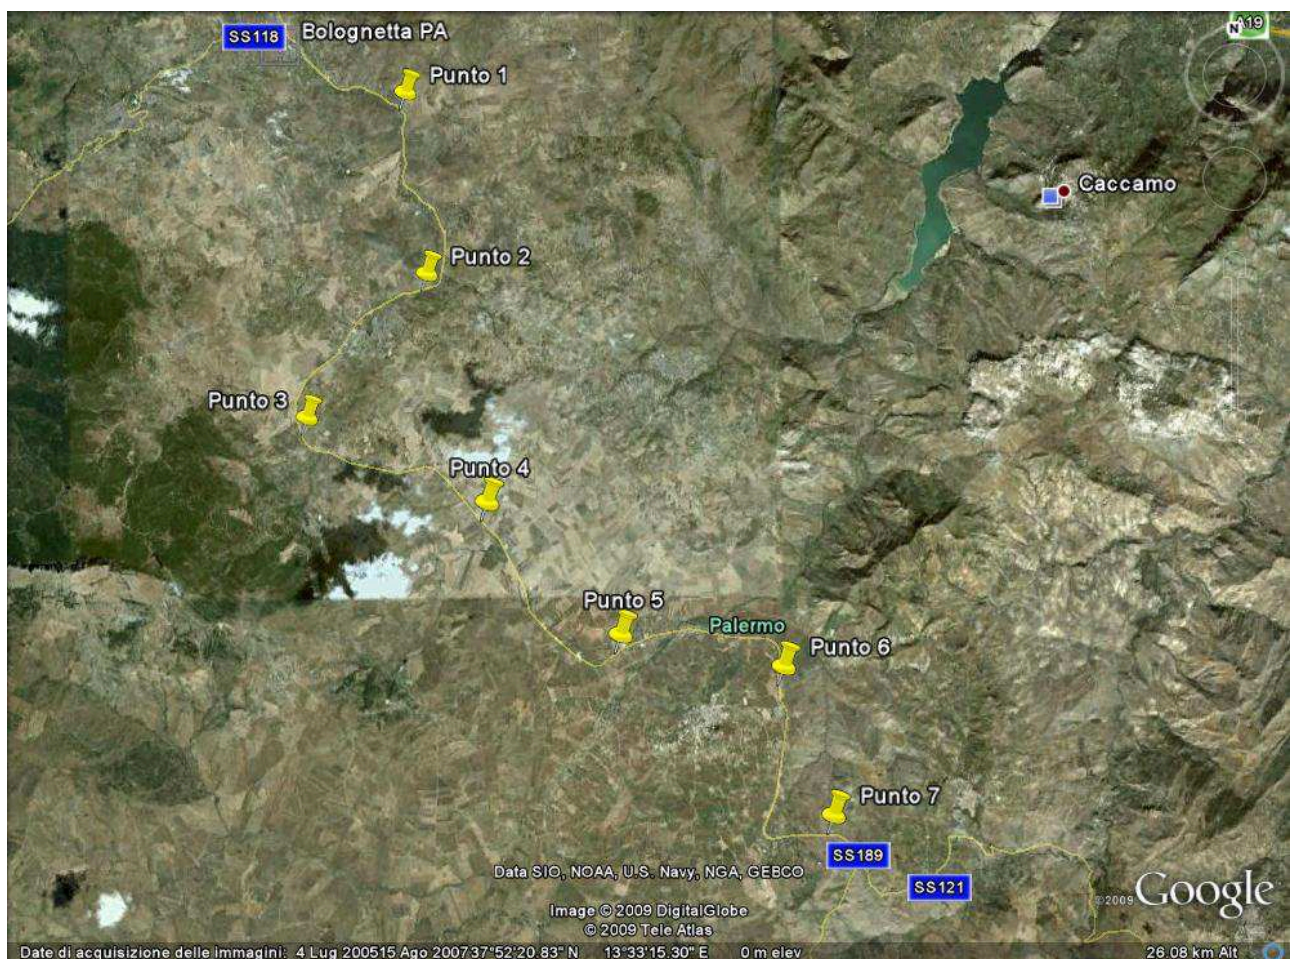 A19
N
SS118
Bolognetta PA
Punto 1
Caccamo
Punto 2
Punto 3
Punto 4
Punto 5
Palermo
Punto 6
Punto 7
SS189
SS121
Data SIO, NOAA, U.S. Navy, NGA, GEBCO
Image © 2009 DigitalGlobe
© 2009 Tele Atlas
©2009 Google
Date di acquisizione delle immagini: 4 Lug 200515 Ago 2007 37°52'20.83" N 13°33'15.30" E 0 m elev 26.08 km Alt